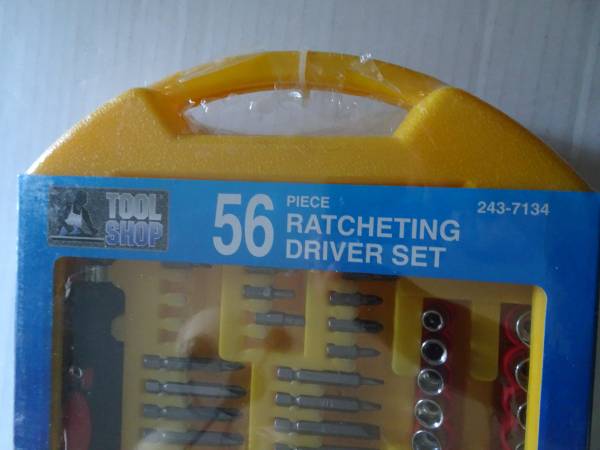 TOOL
SHOP
56
PIECE
RATCHETING
DRIVER SET
243-7134